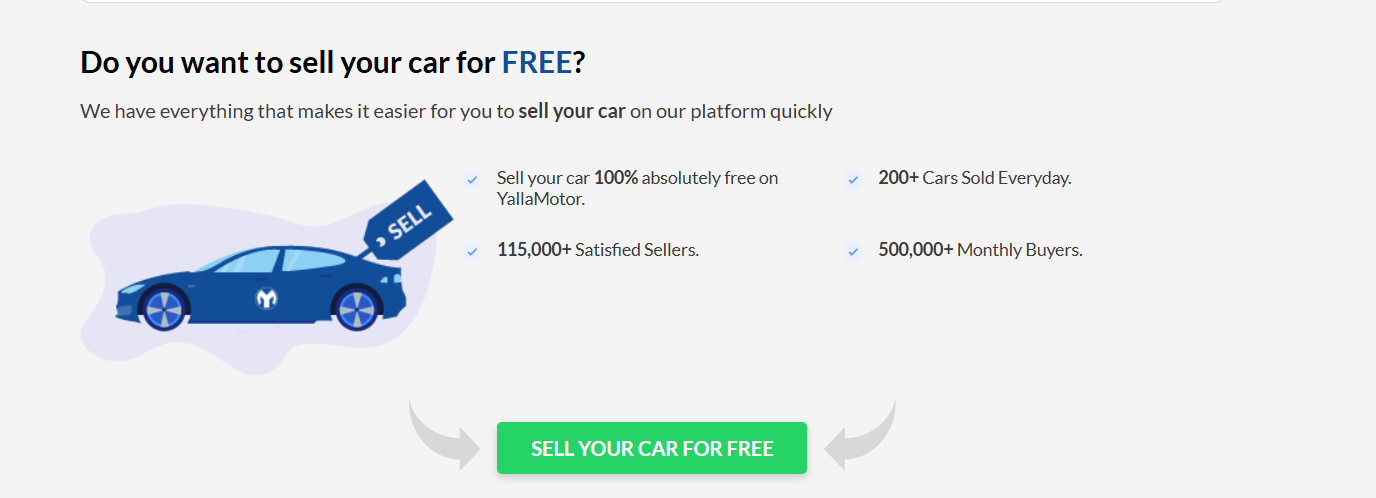 Do you want to sell your car for FREE?
We have everything that makes it easier for you to sell your car on our platform quickly
SELL
Sell your car 100% absolutely free on
YallaMotor.
200+ Cars Sold Everyday.
115,000+ Satisfied Sellers.
500,000+ Monthly Buyers.
SELL YOUR CAR FOR FREE